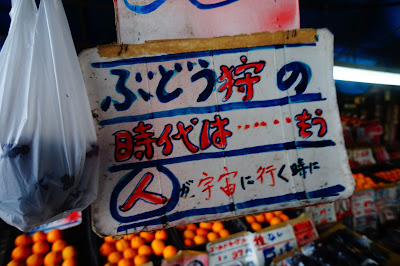 ぶどう狩の
時代は……もう
人が宇宙に行く時に